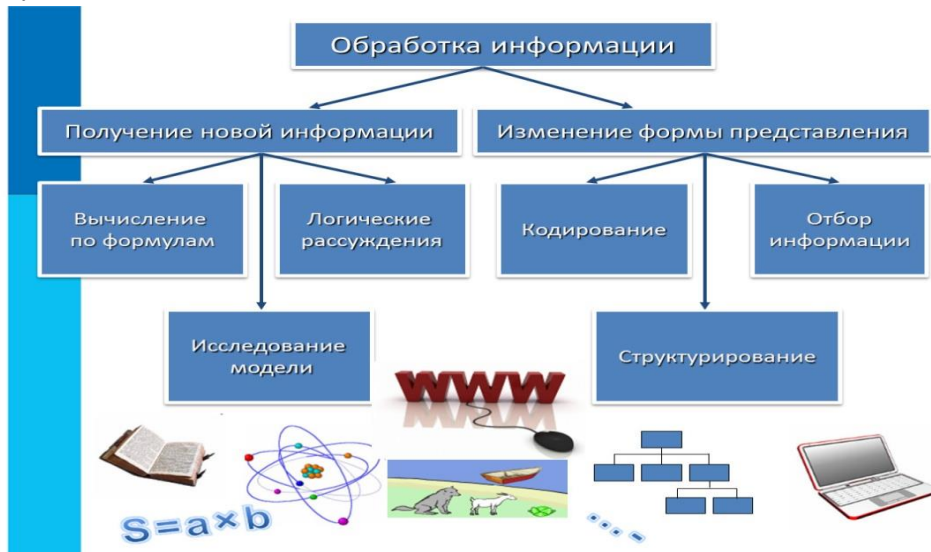 Обработка информации
Получение новой информации
Изменение формы представления
Вычисление
по формулам
Логические
рассуждения
Кодирование
Отбор
информации
Исследование
модели
Структурирование
www
S=a×b
...-